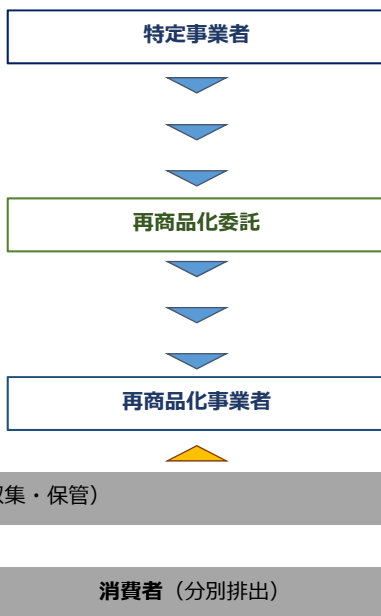 特定事業者
再商品化委託
再商品化事業者
集・保管）
消費者（分別排出）